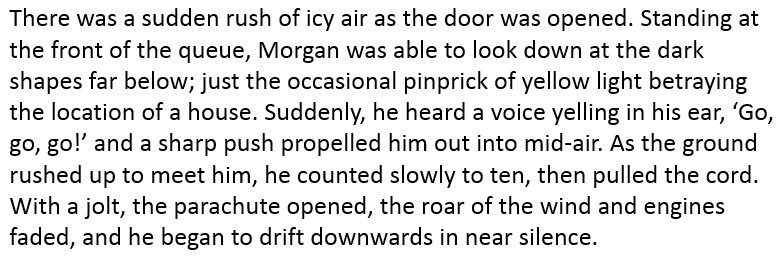 There was a sudden rush of icy air as the door was opened. Standing at
the front of the queue, Morgan was able to look down at the dark
shapes far below; just the occasional pinprick of yellow light betraying
the location of a house. Suddenly, he heard a voice yelling in his ear, ‘Go,
go, go!’ and a sharp push propelled him out into mid-air. As the ground
rushed up to meet him, he counted slowly to ten, then pulled the cord.
With a jolt, the parachute opened, the roar of the wind and engines
faded, and he began to drift downwards in near silence.